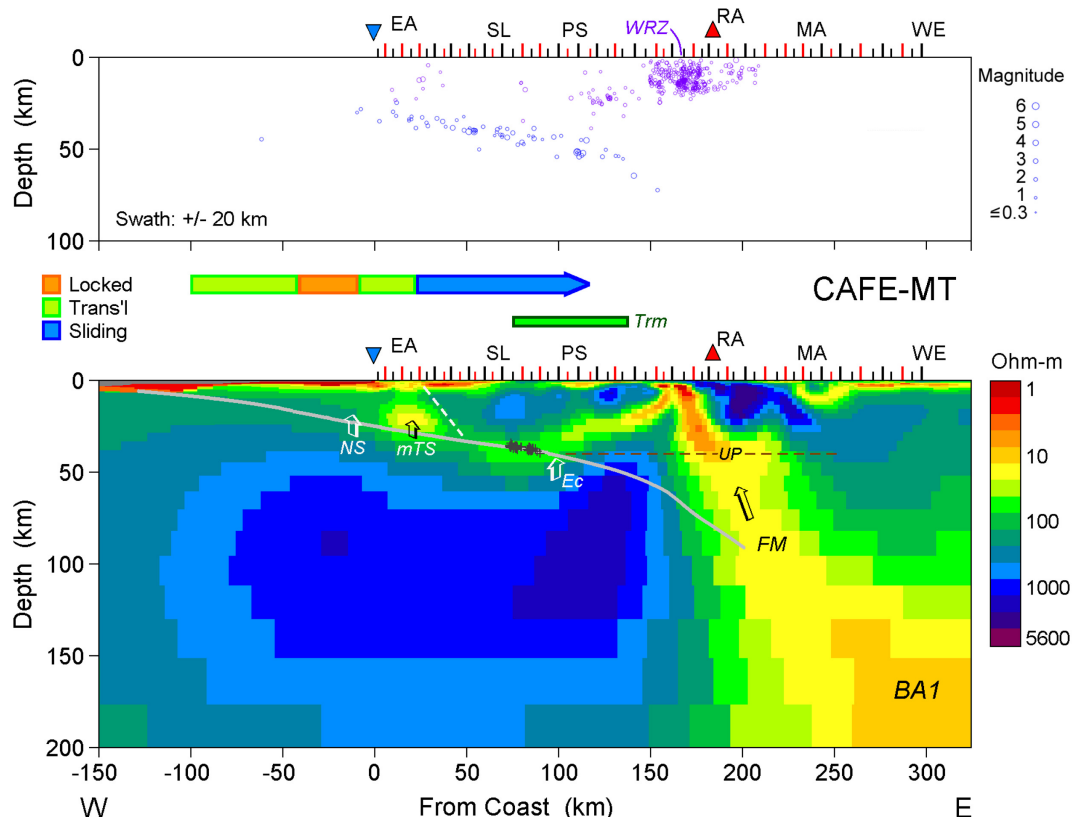 EA SL PS WRZ RA MA WE
0
50
100
Depth (km)
Swath: +/- 20 km
Magnitude
6
5
4
3
2
1
≤0.3
Locked
Trans'l
Sliding
CAFE-MT
Trm
EA SL PS RA MA WE
0
50
100
150
200
Depth (km)
NS mTS Ec UP FM BA1
Ohm-m
1
10
100
1000
5600
-150 -100 -50 0 50 100 150 200 250 300
W From Coast (km) E